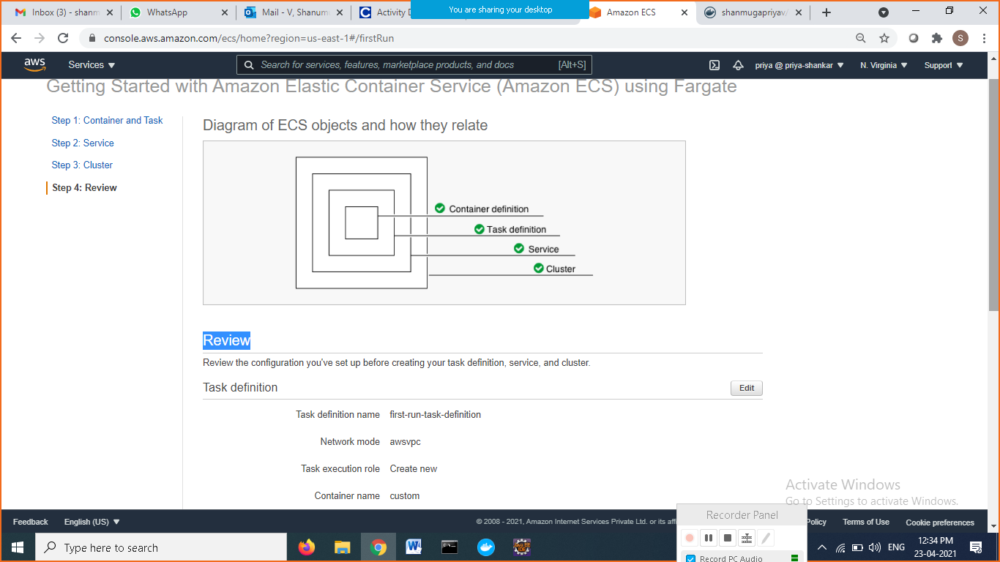 Inbox (3) - shanm
WhatsApp
Mail - V, Shanum
Activity D
You are sharing your desktop
Amazon ECS
shanmugapriyav/
console.aws.amazon.com/ecs/home?region=us-east-1#/firstRun
S
aws
Services
Search for services, features, marketplace products, and docs
[Alt+S]
priya @ priya-shankar
N. Virginia
Support
Getting Started with Amazon Elastic Container Service (Amazon ECS) using Fargate
Step 1: Container and Task
Step 2: Service
Step 3: Cluster
Step 4: Review
Diagram of ECS objects and how they relate
Container definition
Task definition
Service
Cluster
Review
Review the configuration you've set up before creating your task definition, service, and cluster.
Task definition
Edit
Task definition name first-run-task-definition
Network mode awsvpc
Task execution role Create new
Container name custom
Activate Windows
Go to Settings to activate Windows.
Feedback
English (US)
© 2008 - 2021, Amazon Internet Services Private Ltd. or its affi
Policy
Terms of Use
Cookie preferences
Recorder Panel
Record PC Audio
Type here to search
ENG
12:34 PM
23-04-2021